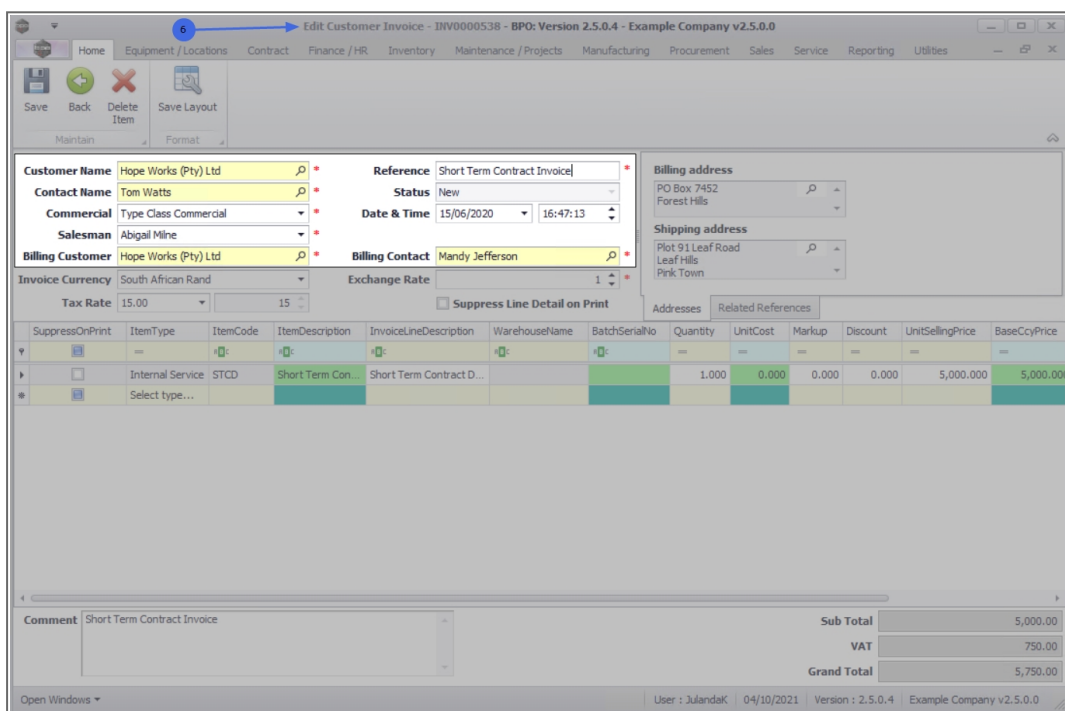 6
Edit Customer Invoice - INV0000538 - BPO: Version 2.5.0.4 - Example Company v2.5.0.0
Home Equipment / Locations Contract Finance / HR Inventory Maintenance / Projects Manufacturing Procurement Sales Service Reporting Utilities
Save Back Delete Item Save Layout
Maintain Format
Customer Name Hope Works (Pty) Ltd * Reference Short Term Contract Invoice *
Contact Name Tom Watts * Status New
Commercial Type Class Commercial * Date & Time 15/06/2020 16:47:13
Salesman Abigail Milne *
Billing Customer Hope Works (Pty) Ltd * Billing Contact Mandy Jefferson *
Invoice Currency South African Rand Exchange Rate 1 *
Tax Rate 15.00 15 Suppress Line Detail on Print
Billing address
PO Box 7452
Forest Hills
Shipping address
Plot 91 Leaf Road
Leaf Hills
Pink Town
Addresses Related References
SuppressOnPrint ItemType ItemCode ItemDescription InvoiceLineDescription WarehouseName BatchSerialNo Quantity UnitCost Markup Discount UnitSellingPrice BaseCcyPrice
Internal Service STCD Short Term Con... Short Term Contract D... 1.000 0.000 0.000 0.000 5,000.000 5,000.000
Select type...
Comment Short Term Contract Invoice
Sub Total 5,000.00
VAT 750.00
Grand Total 5,750.00
Open Windows User : JulandaK 04/10/2021 Version : 2.5.0.4 Example Company v2.5.0.0